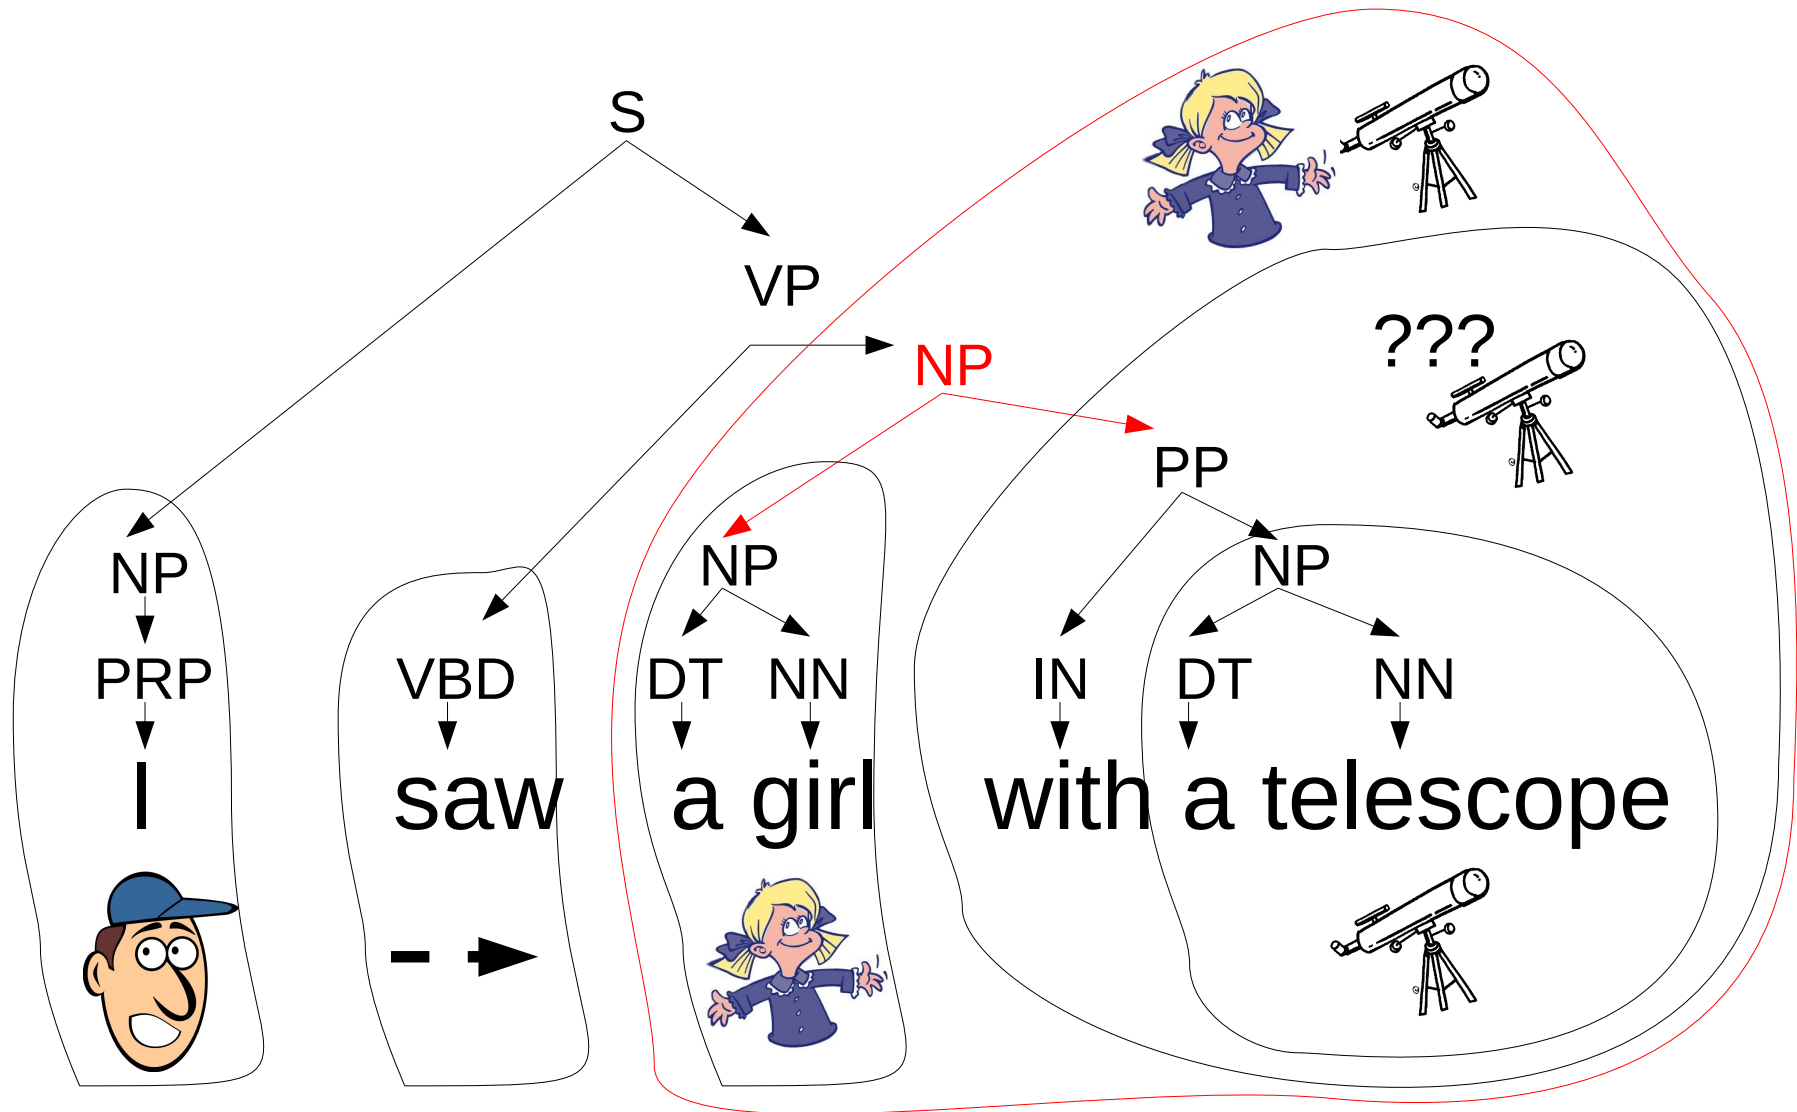 S
VP
???
NP
PP
NP NP NP
PRP VBD DT NN IN DT NN
I saw a girl with a telescope